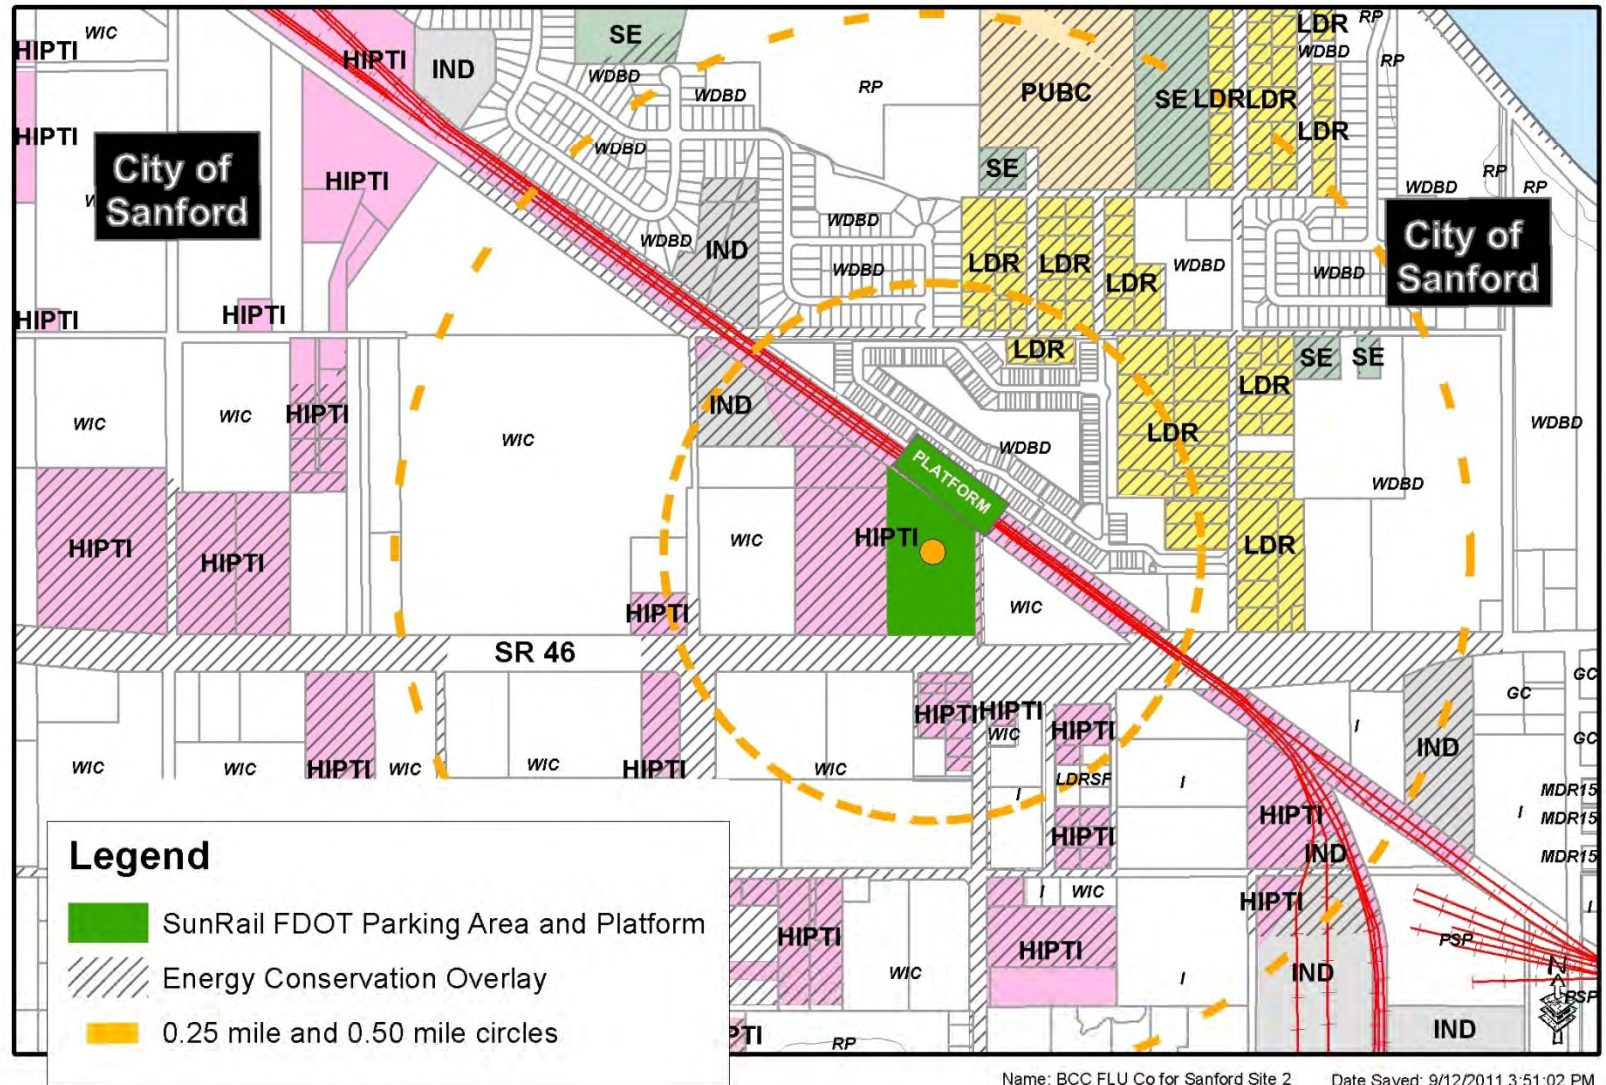 WIC
HIPTI
HIPTI
IND
SE
WDBD
WDBD
RP
PUBC
SE
LDR
LDR
LDR
WDBD
RP
RP
LDR
HIPTI
City of
Sanford
HIPTI
WDBD
SE
RP
WDBD
RP
WDBD
WDBD
IND
WDBD
LDR
LDR
LDR
WDBD
WDBD
City of
Sanford
HIPTI
HIPTI
LDR
SE
SE
WIC
WIC
HIPTI
WIC
IND
LDR
LDR
WDBD
WDBD
WDBD
PLATFORM
HIPTI
HIPTI
WIC
HIPTI
LDR
HIPTI
WIC
SR 46
GC
GC
HIPTI
HIPTI
WIC
HIPTI
I
IND
GC
WIC
WIC
HIPTI
WIC
WIC
HIPTI
WIC
I
LDRSF
I
MDR15
HIPTI
HIPTI
I
MDR15
IND
MDR15
I
WIC
HIPTI
I
HIPTI
HIPTI
PSP
WIC
I
IND
N
PSP
PTI
RP
IND
Legend
SunRail FDOT Parking Area and Platform
Energy Conservation Overlay
0.25 mile and 0.50 mile circles
Name: BCC FLU Co for Sanford Site 2 Date Saved: 9/12/2011 3:51:02 PM